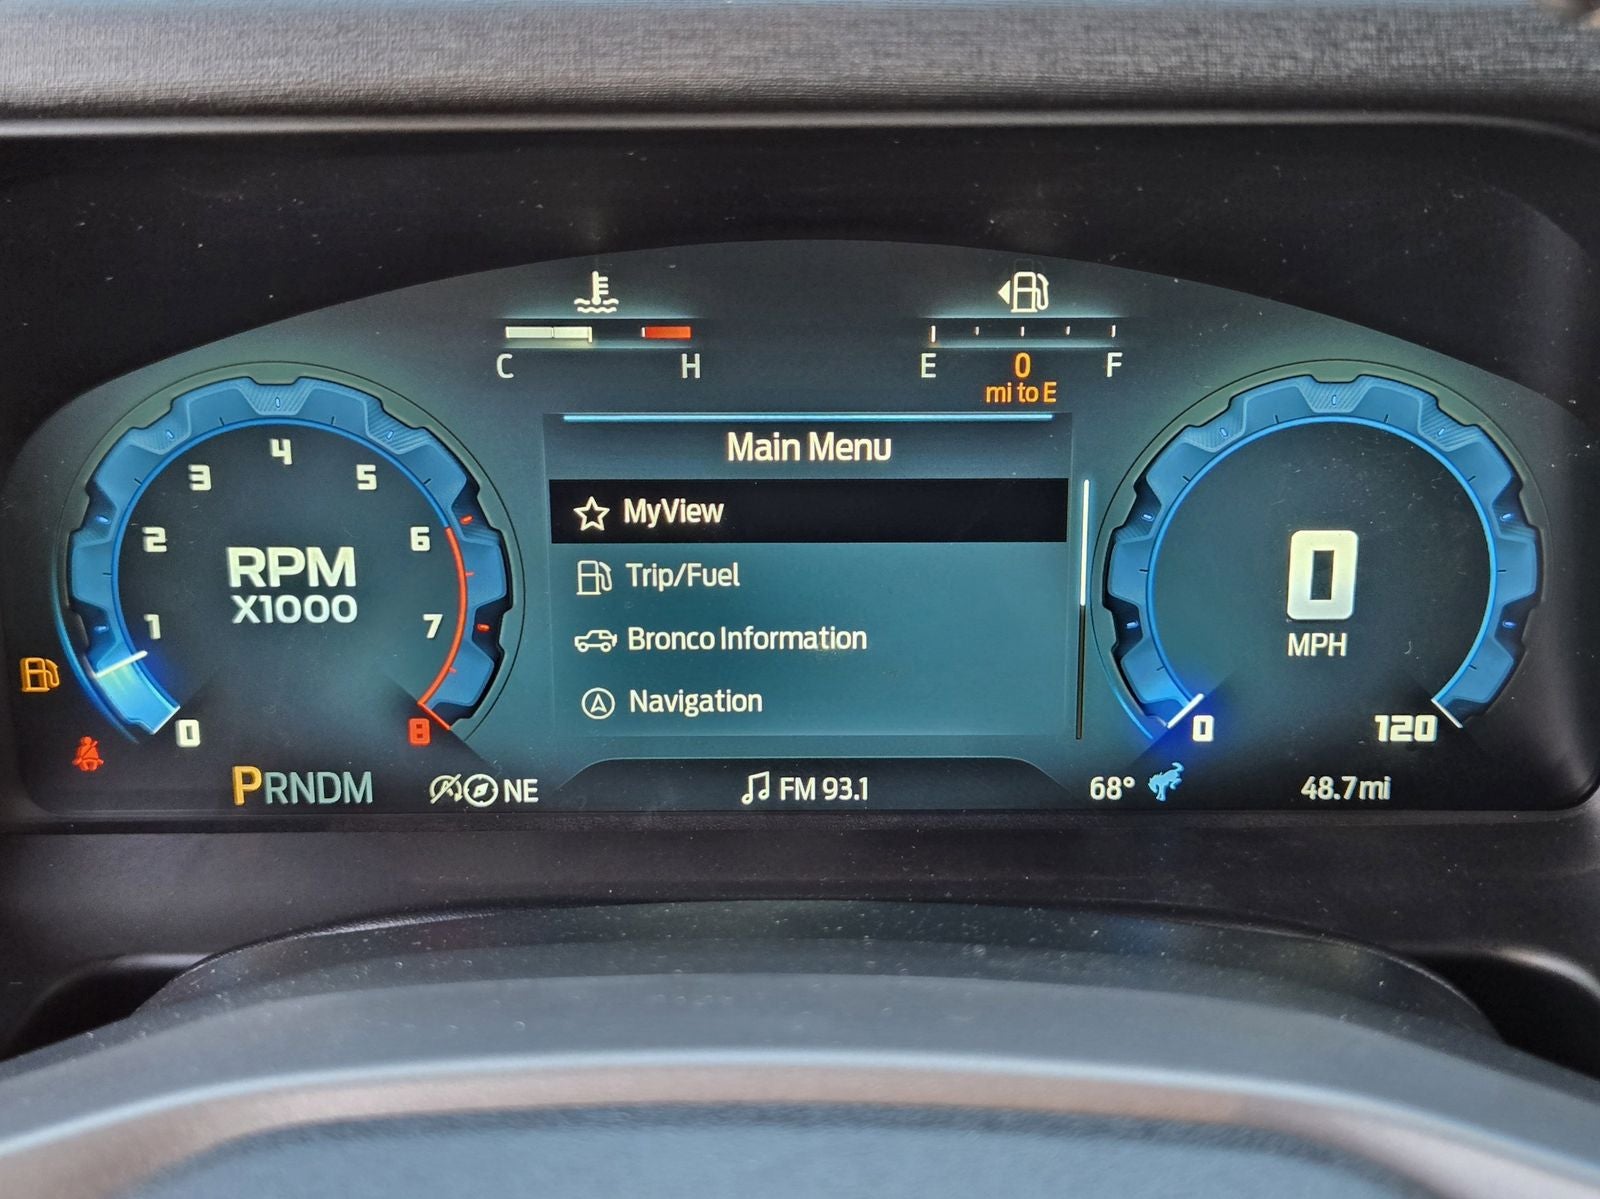 C H
E F
0
mi to E
Main Menu
MyView
Trip/Fuel
Bronco Information
Navigation
0
1
2
3
4
5
6
7
8
RPM
X1000
0
MPH
0
120
PRNDM
NE
FM 93.1
68°
48.7mi